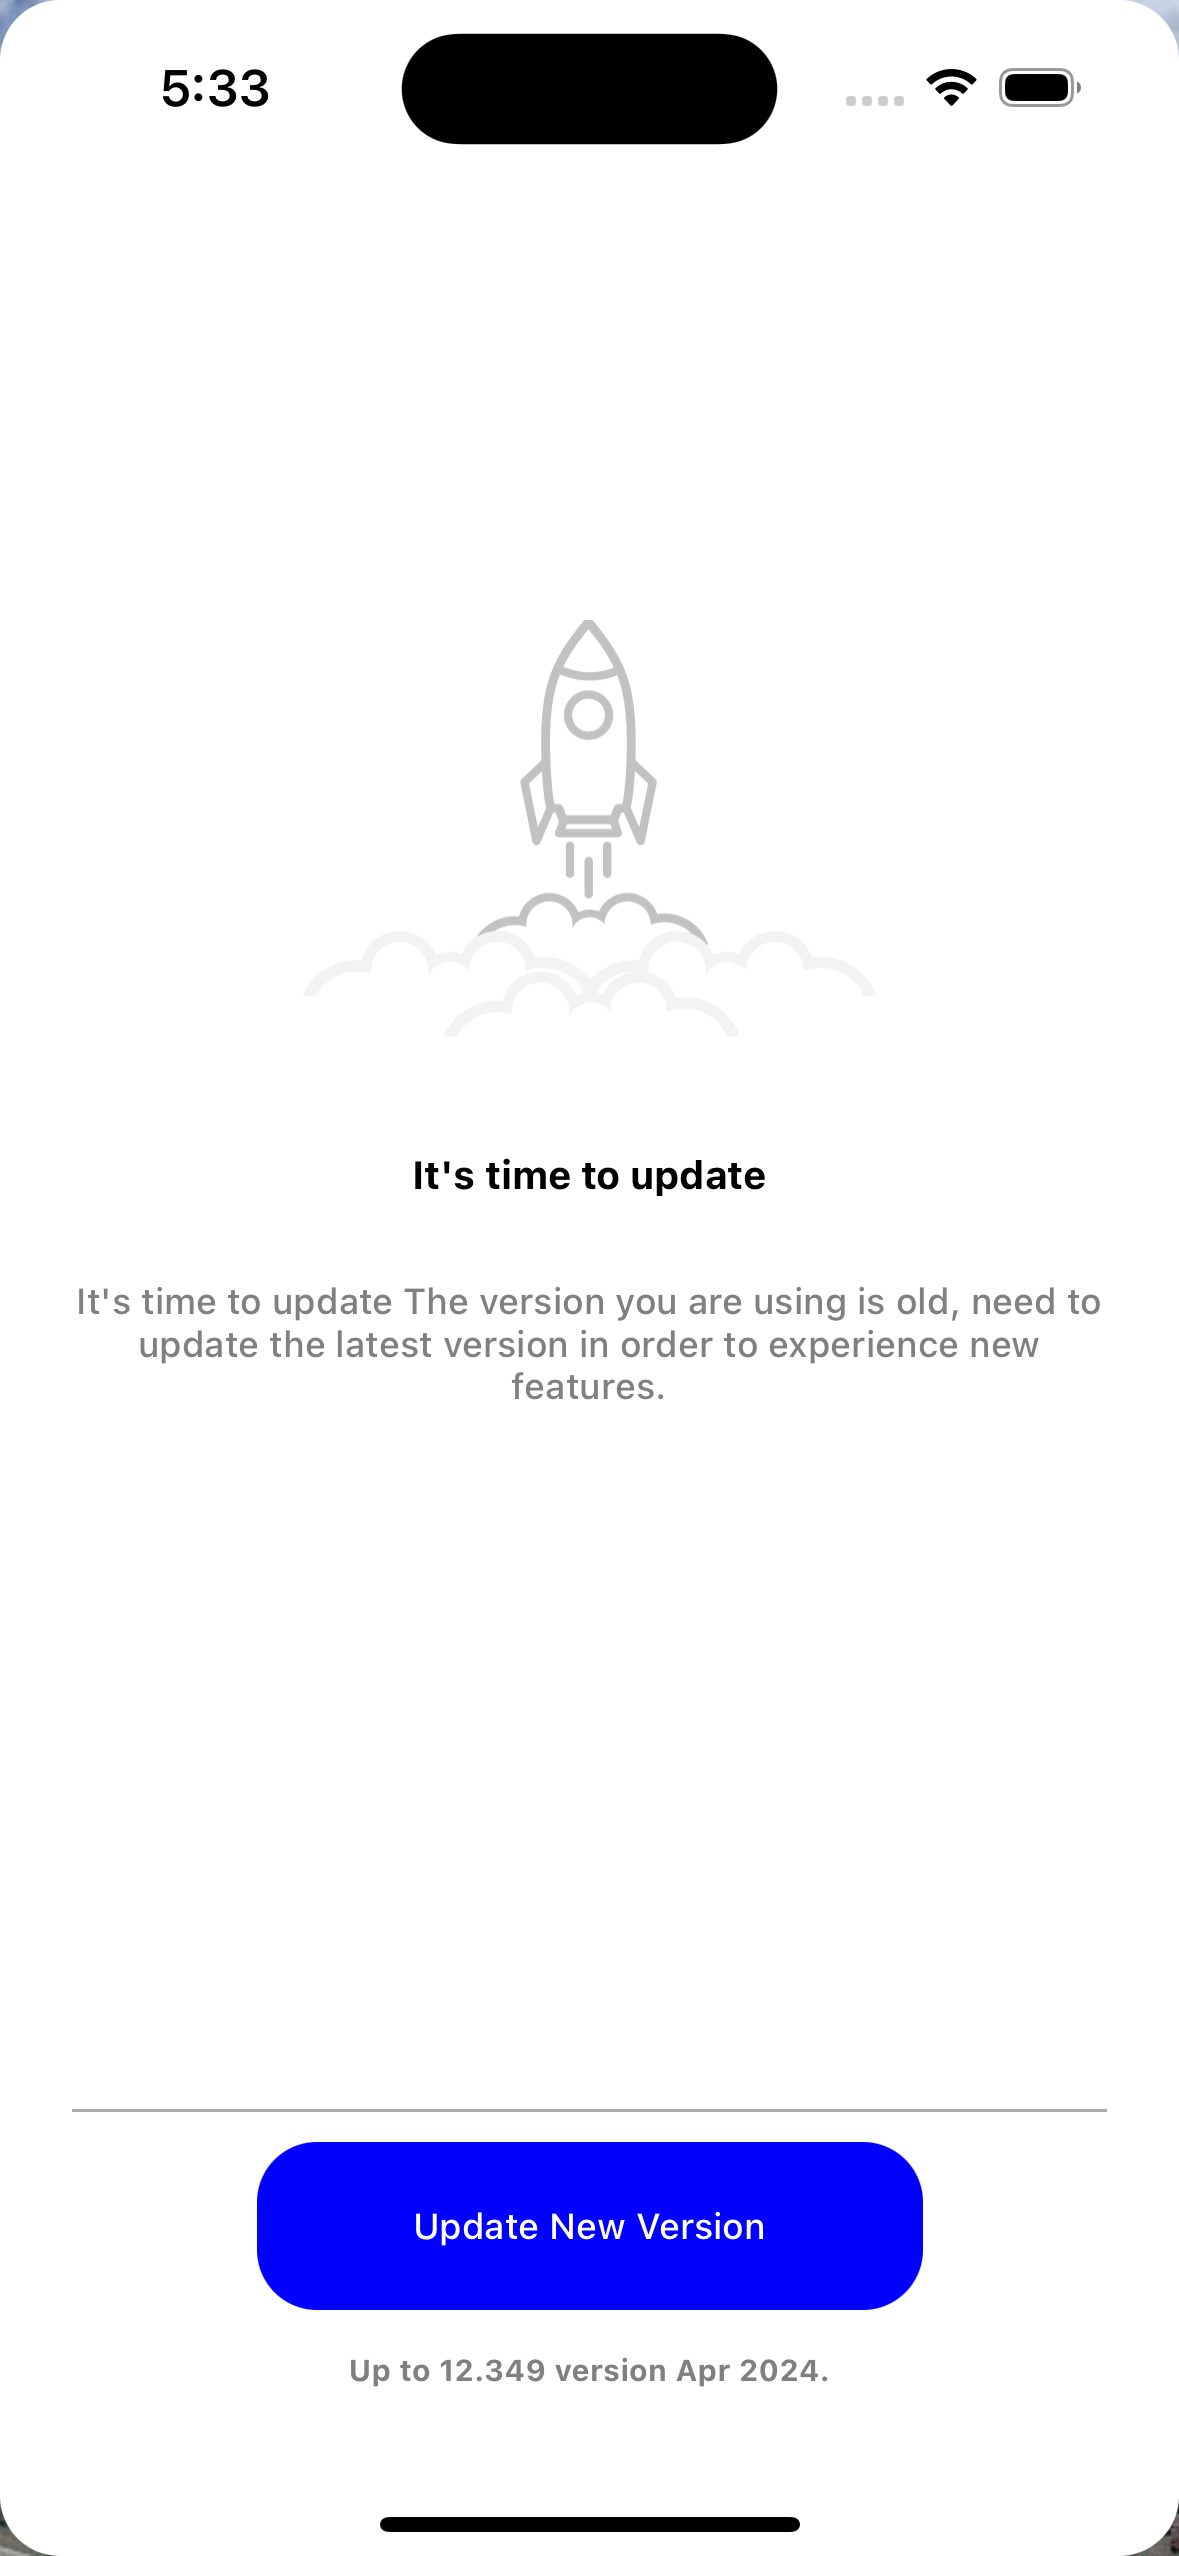 5:33
It's time to update
It's time to update The version you are using is old, need to
update the latest version in order to experience new
features.
Update New Version
Up to 12.349 version Apr 2024.